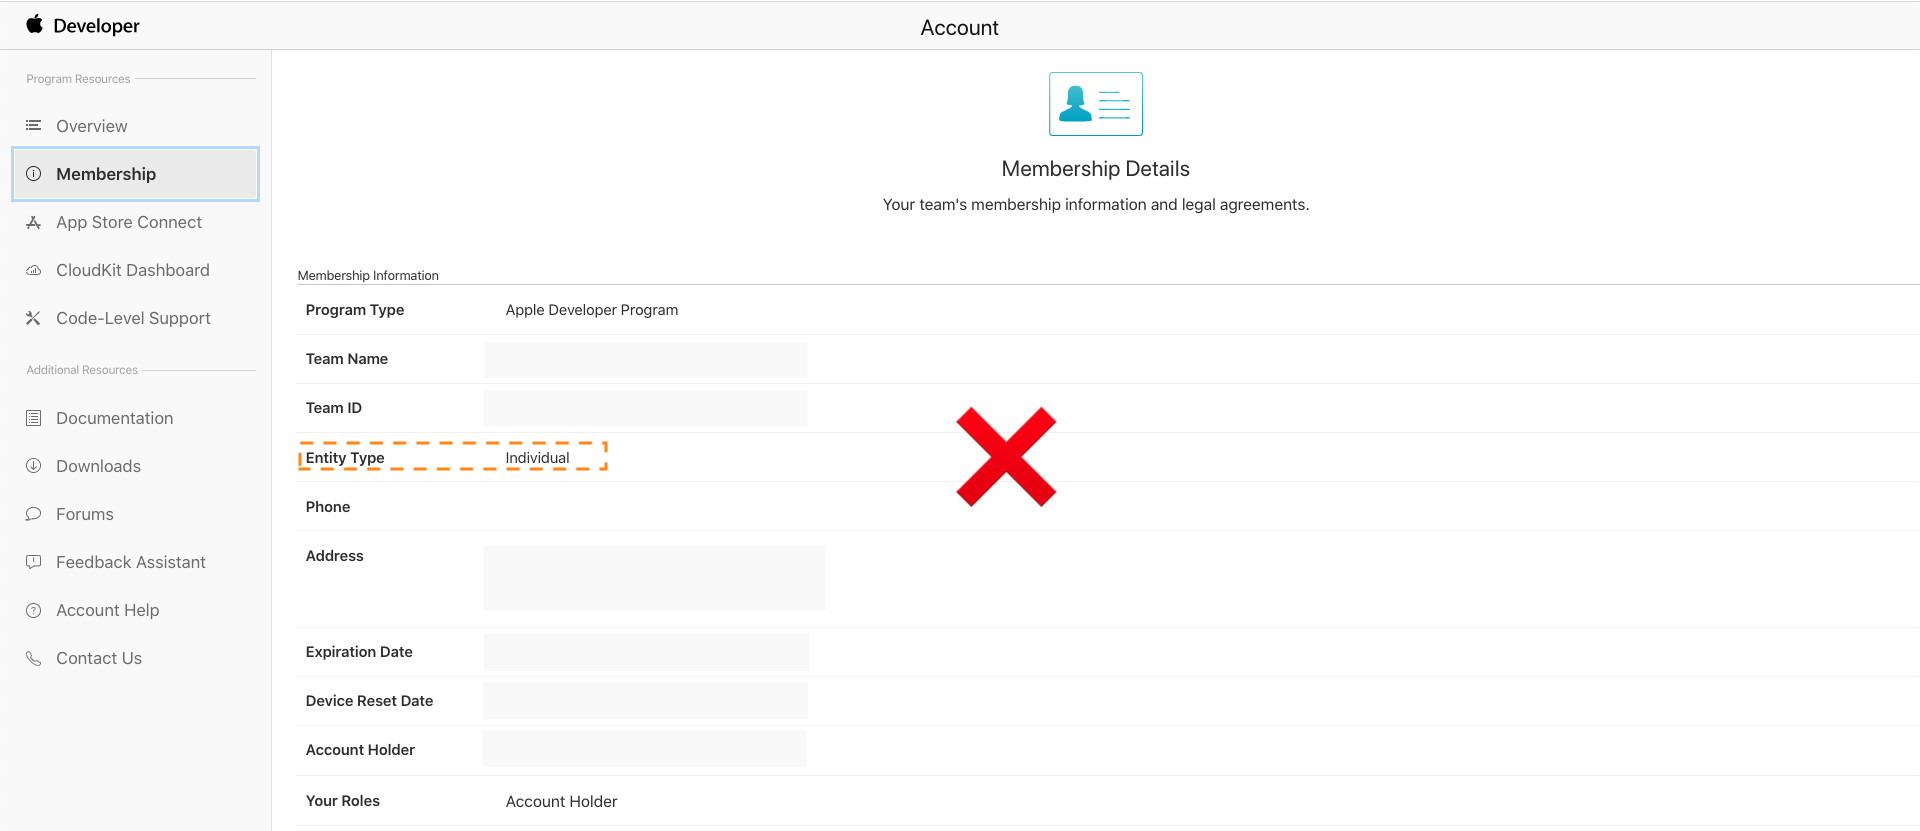 Developer
Account
Program Resources
Overview
Membership
App Store Connect
CloudKit Dashboard
Code-Level Support
Additional Resources
Documentation
Downloads
Forums
Feedback Assistant
Account Help
Contact Us
Membership Details
Your team's membership information and legal agreements.
Membership Information
Program Type Apple Developer Program
Team Name
Team ID
Entity Type Individual
Phone
Address
Expiration Date
Device Reset Date
Account Holder
Your Roles Account Holder